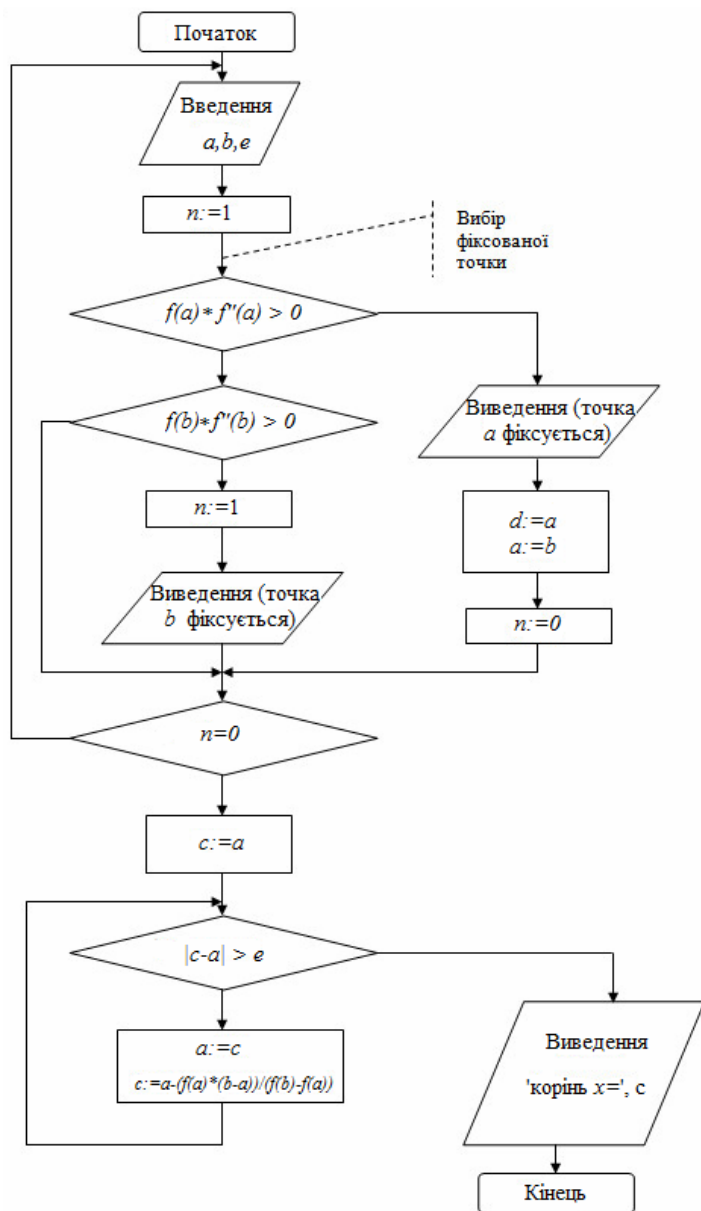 Початок
Введення
a,b,e
n:=1
Вибір
фіксованої
точки
f(a)* f"(a) > 0
f(b)*f"(b) > 0
Виведення (точка
a фіксується)
n:=1
d:=a
a:=b
Виведення (точка
b фіксується)
n:=0
n=0
c:=a
|c-a| > e
a:=c
c:=a-(f(a)*(b-a))/(f(b)-f(a))
Виведення
'корінь x=', c
Кінець